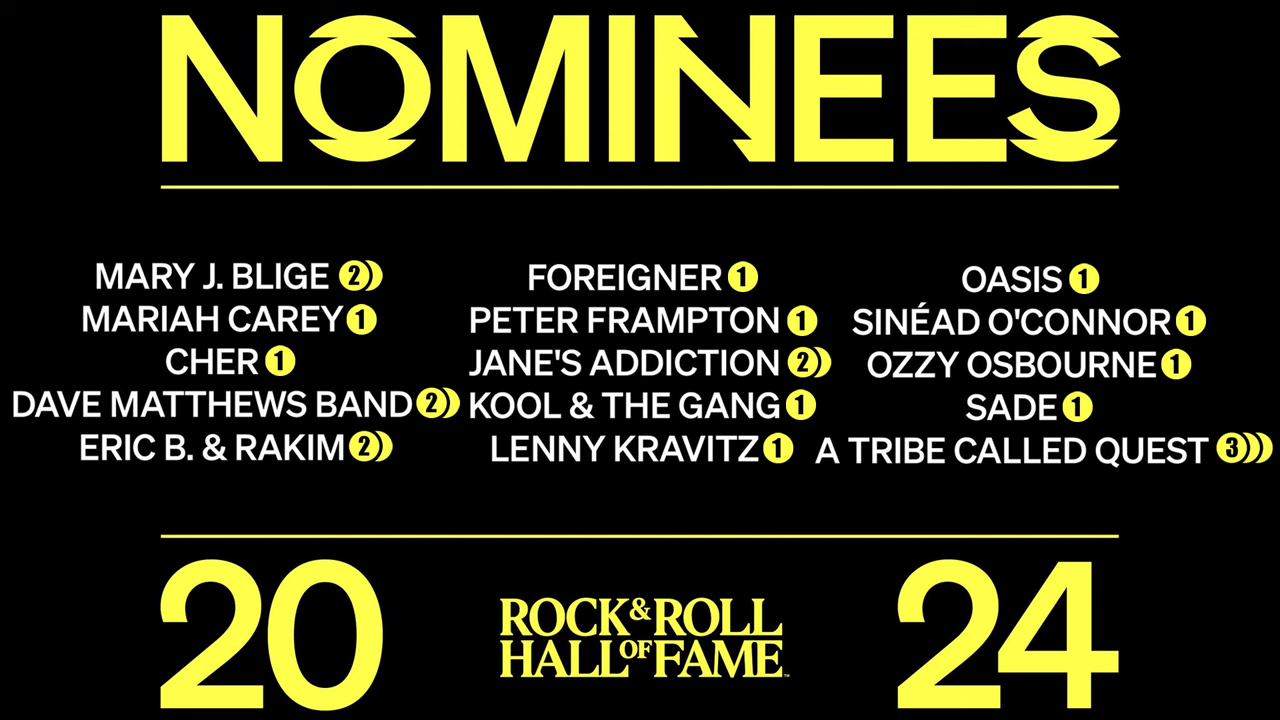 NOMINEES
MARY J. BLIGE 2
MARIAH CAREY 1
CHER 1
DAVE MATTHEWS BAND 2
ERIC B. & RAKIM 2
FOREIGNER 1
PETER FRAMPTON 1
JANE'S ADDICTION 2
KOOL & THE GANG 1
LENNY KRAVITZ 1
OASIS 1
SINÉAD O'CONNOR 1
OZZY OSBOURNE 1
SADE 1
A TRIBE CALLED QUEST 3
20
ROCK & ROLL
HALL OF FAME™
24